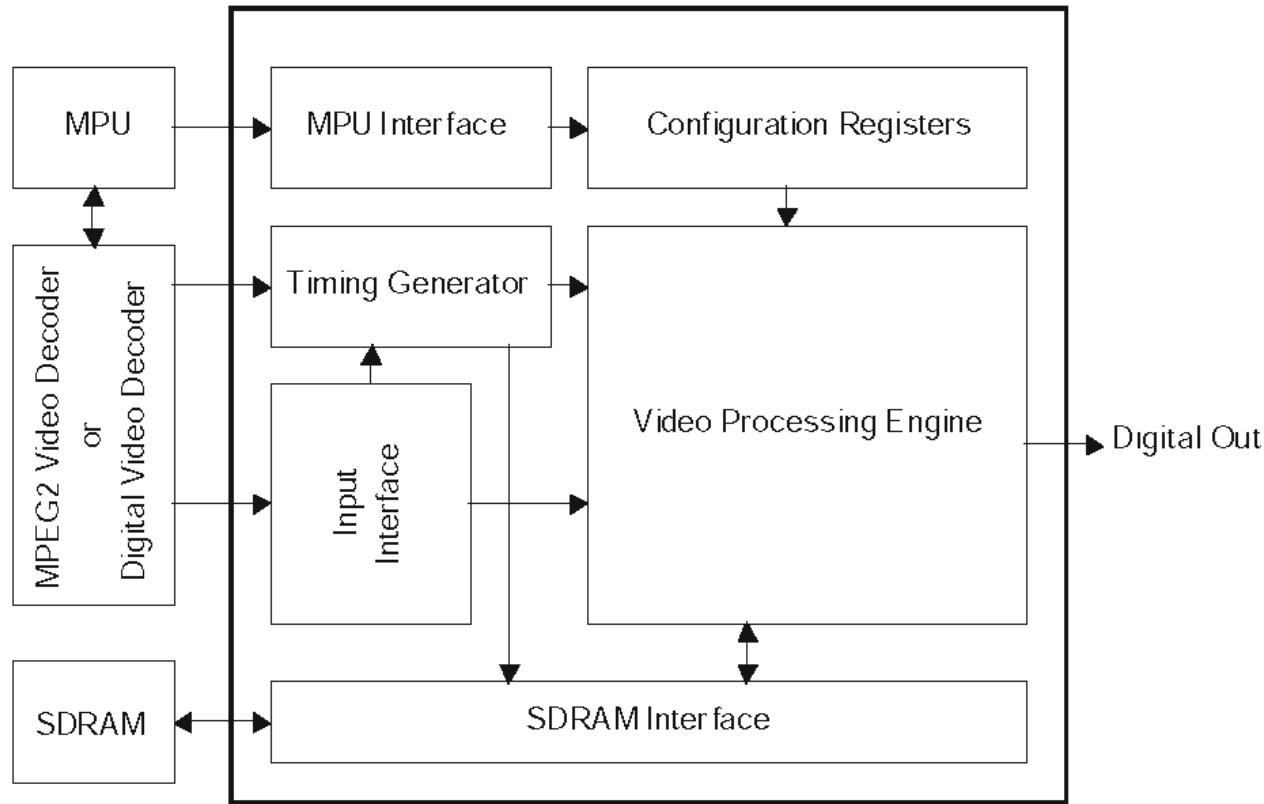 MPU
MPU Interface
Configuration Registers
Timing Generator
MPEG2 Video Decoder
or
Digital Video Decoder
Input
Interface
Video Processing Engine
Digital Out
SDRAM
SDRAM Interface